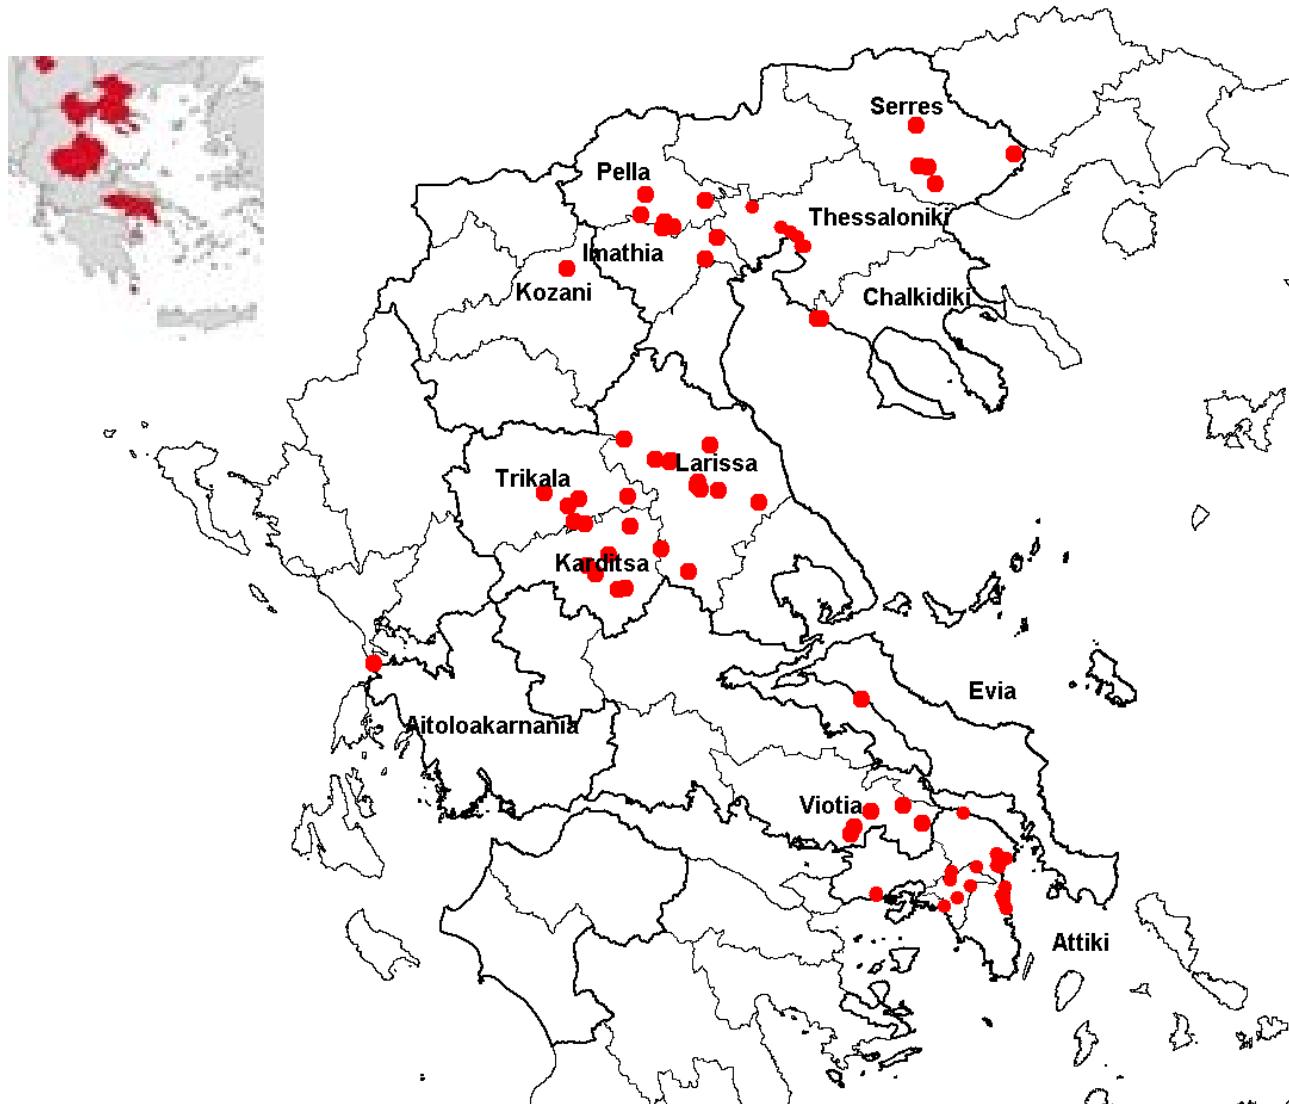 Serres
Pella
Thessaloniki
Imathia
Kozani
Chalkidiki
Larissa
Trikala
Karditsa
Evia
Aitoloakarnania
Viotia
Attiki